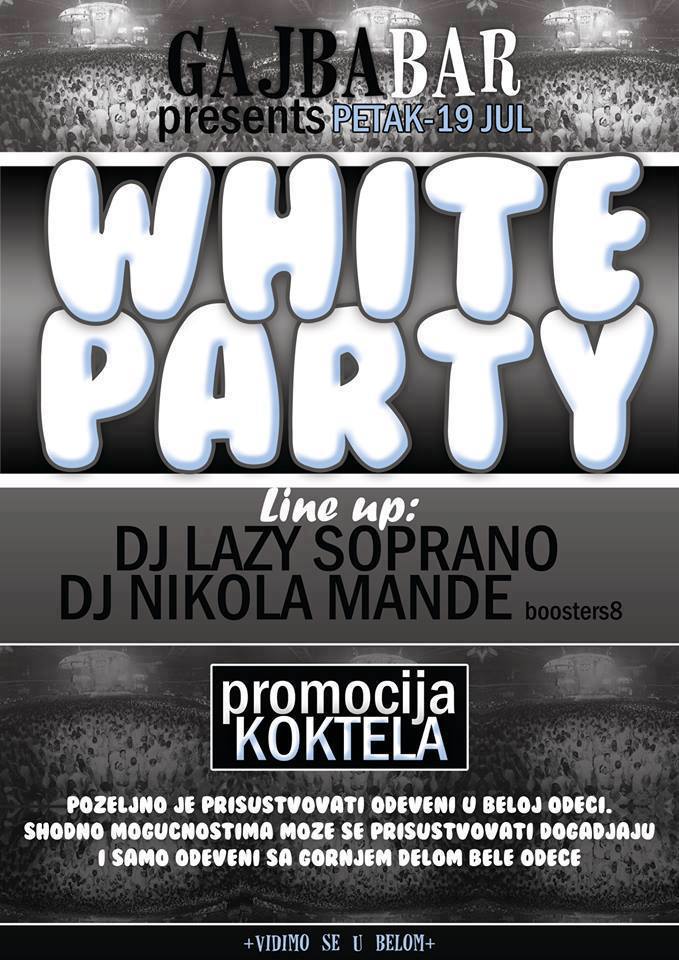 GAJBABAR
presents PETAK-19 JUL
WHITE
PARTY
Line up:
DJ LAZY SOPRANO
DJ NIKOLA MANDE boosters8
promocija
KOKTELA
POZELJNO JE PRISUSTVOVATI ODEVENI U BELOJ ODECI.
SHODNO MOGUCNOSTIMA MOZE SE PRISUSTVOVATI DOGADJAJU
I SAMO ODEVENI SA GORNJEM DELOM BELE ODECE
+VIDIMO SE U BELOM+